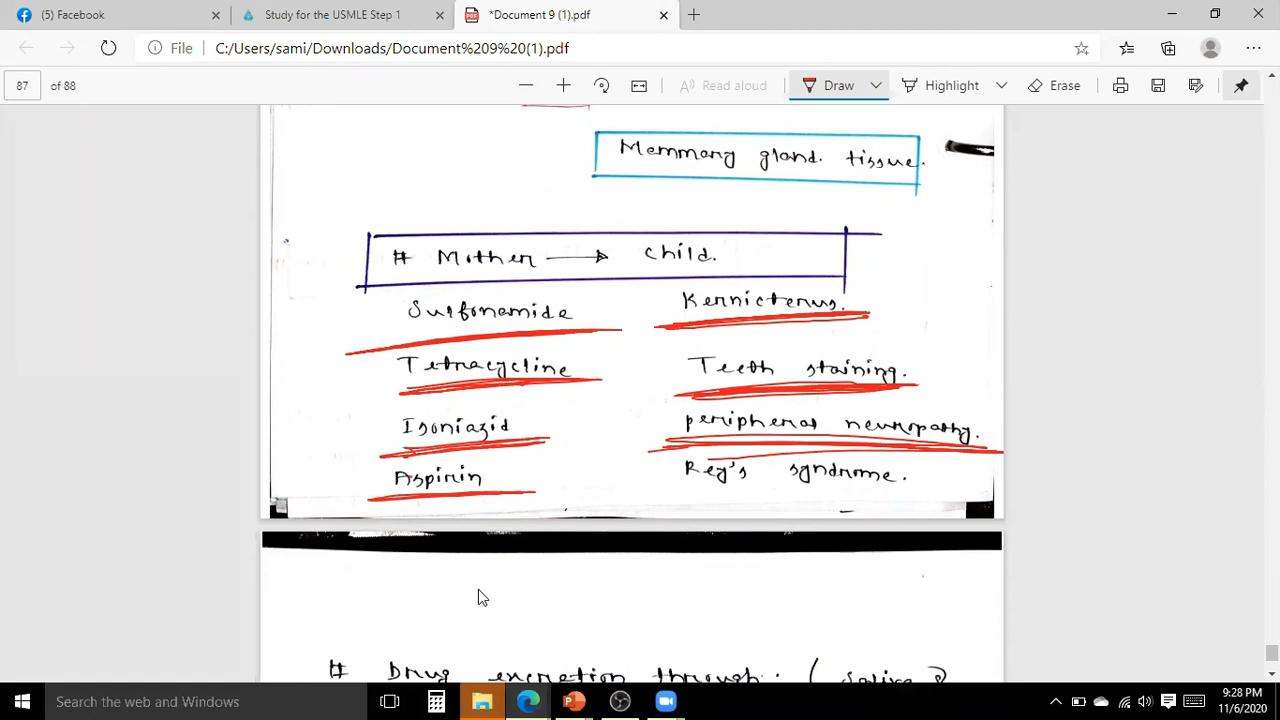 (5) Facebook
Study for the USMLE Step 1
*Document 9 (1).pdf
File C:/Users/sami/Downloads/Document%209%20(1).pdf
87 of 88
Read aloud
Draw
Highlight
Erase
Memmary gland. tissue.
# Mother → child.
Sulfonamide Kernicterus.
Tetracycline Teeth staining.
Isoniazid peripheral neuropathy.
Aspirin Rey's syndrome.
# Drug excretion through. (saliva)
Search the web and Windows
9:28 PM
11/6/2020